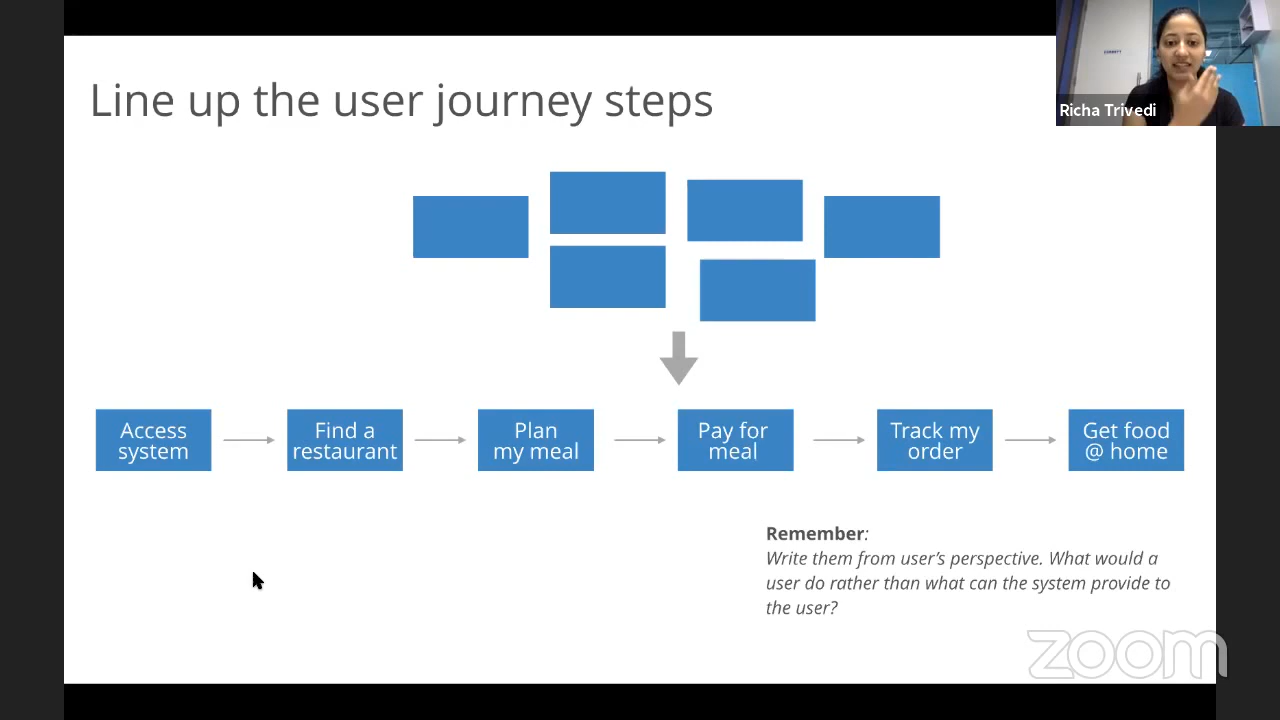 Line up the user journey steps
Richa Trivedi
Access
system
Find a
restaurant
Plan
my meal
Pay for
meal
Track my
order
Get food
@ home
Remember:
Write them from user’s perspective. What would a
user do rather than what can the system provide to
the user?
zoom